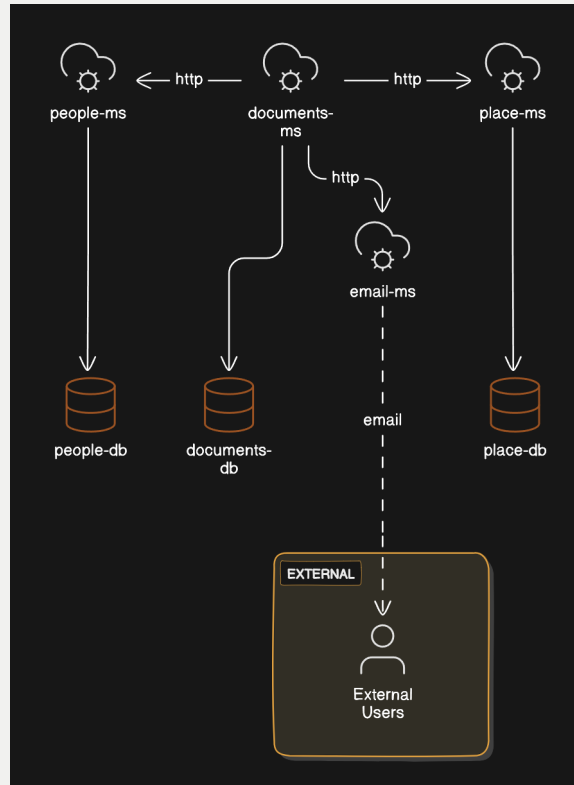 http
http
people-ms
documents-
ms
place-ms
http
email-ms
email
people-db
documents-
db
place-db
EXTERNAL
External
Users